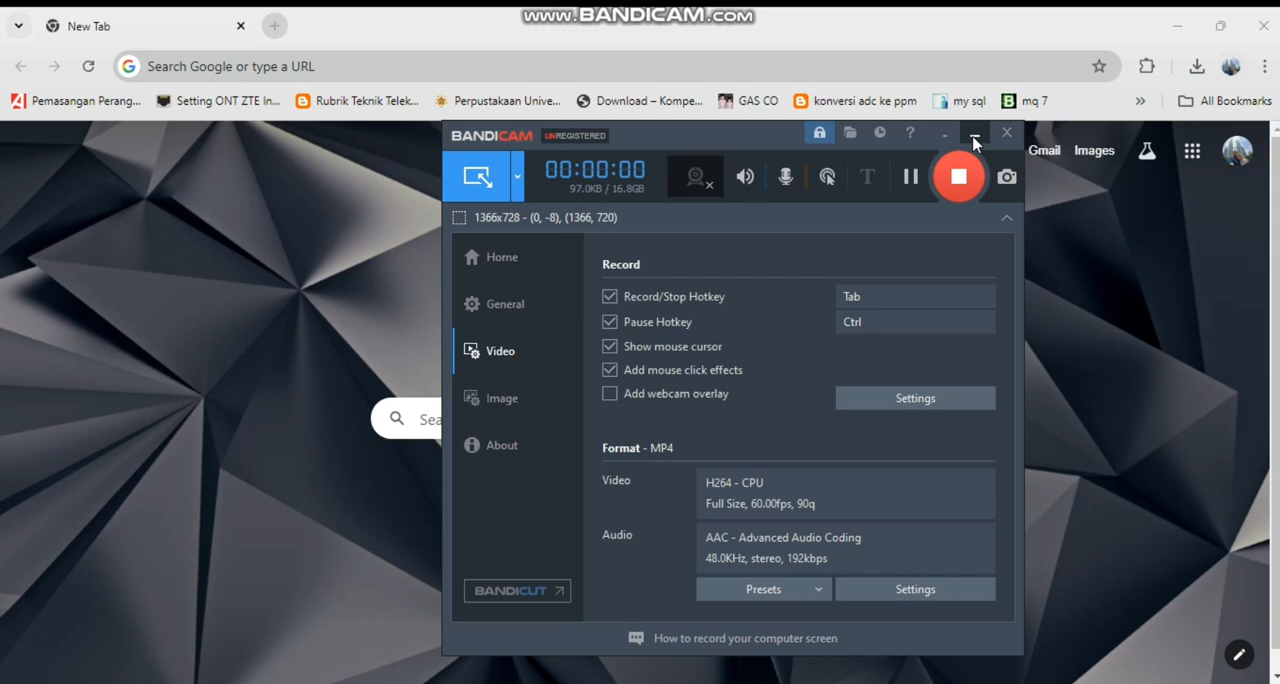 WWW.BANDICAM.COM
New Tab
Search Google or type a URL
Pemasangan Perang...
Setting ONT ZTE In...
Rubrik Teknik Telek...
Perpustakaan Unive...
Download – Kompe...
GAS CO
konversi adc ke ppm
my sql
mq 7
»
All Bookmarks
BANDICAM UNREGISTERED
Gmail
Images
00:00:00
97.0KB / 16.8GB
1366x728 - (0, -8), (1366, 720)
Home
General
Video
Image
About
BANDICUT
Record
Record/Stop Hotkey
Tab
Pause Hotkey
Ctrl
Show mouse cursor
Add mouse click effects
Add webcam overlay
Settings
Sea
Format - MP4
Video
H264 - CPU
Full Size, 60.00fps, 90q
Audio
AAC - Advanced Audio Coding
48.0KHz, stereo, 192kbps
Presets
Settings
How to record your computer screen